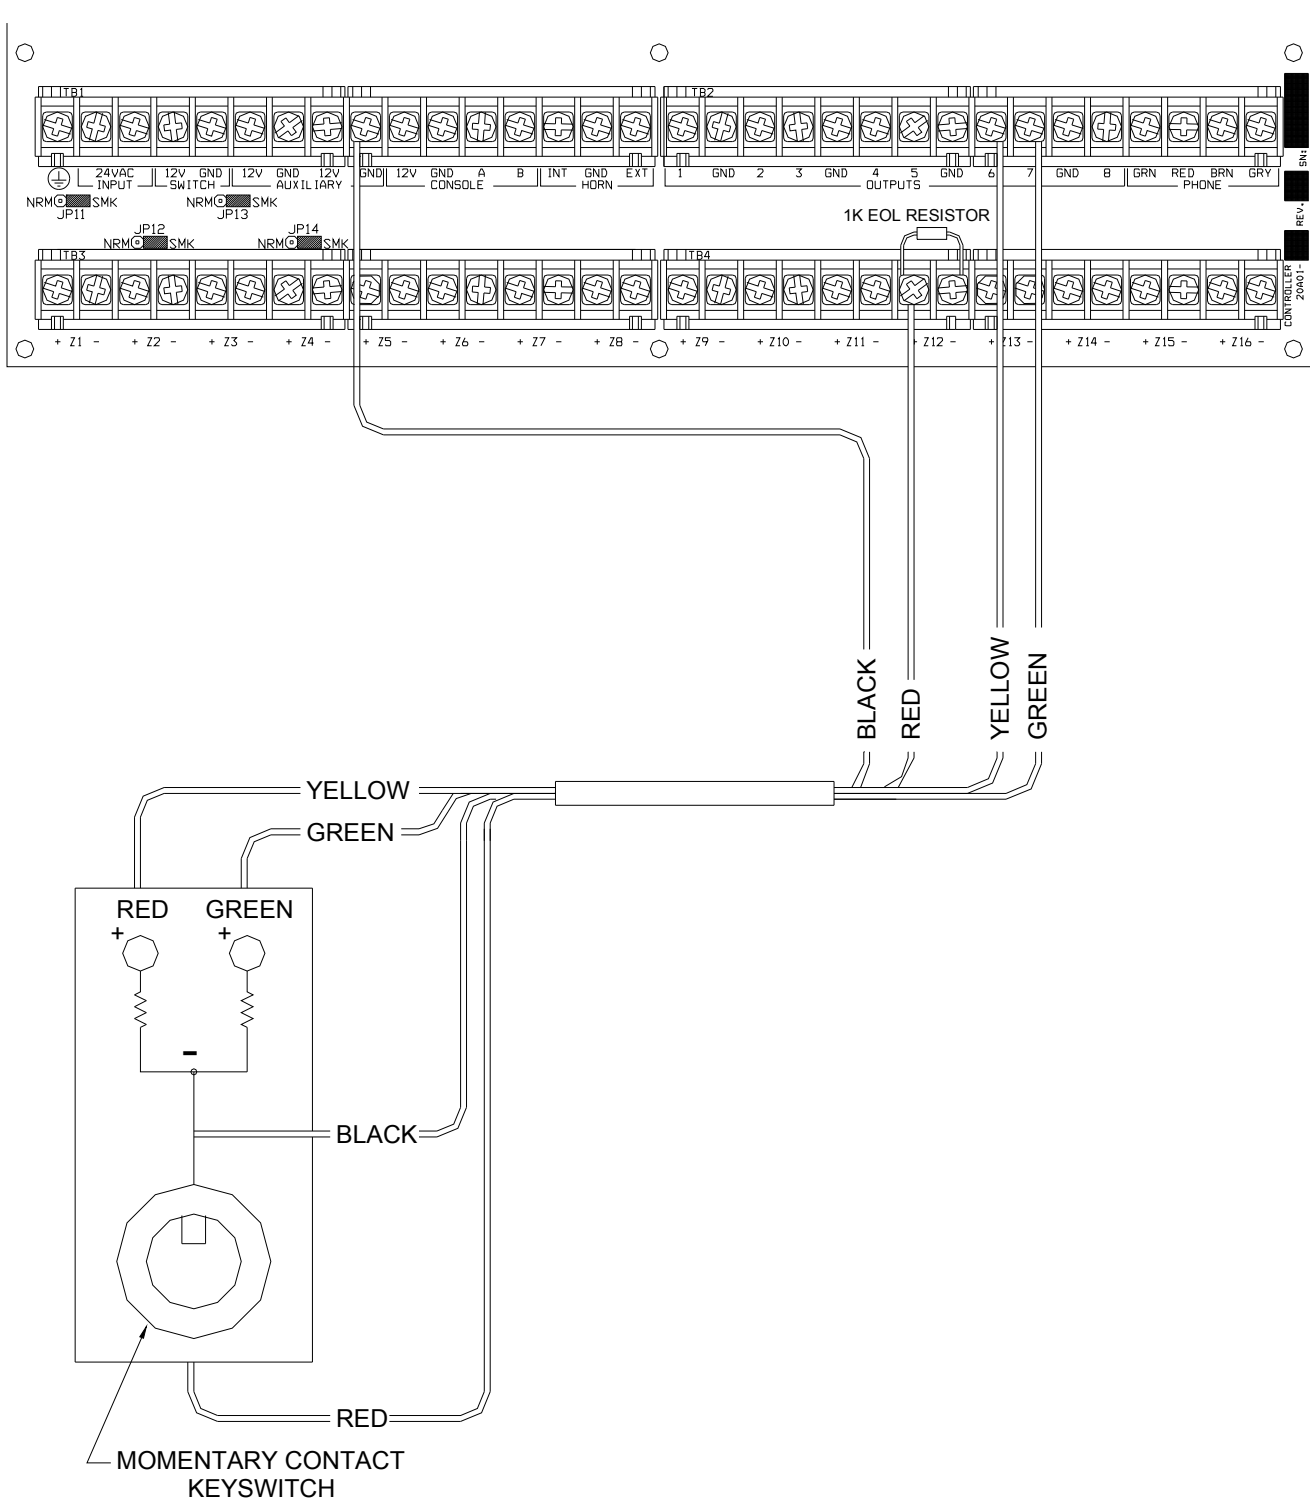 TB1 TB2
24VAC 12V GND 12V GND 12V GND 12V GND A B INT GND EXT 1 GND 2 3 GND 4 5 GND 6 7 GND 8 GRN RED BRN GRY
INPUT SWITCH AUXILIARY CONSOLE HORN OUTPUTS PHONE
SN:
REV.
CONTROLLER
20A01-
NRM SMK NRM SMK
JP11 JP13
JP12 JP14
NRM SMK NRM SMK
1K EOL RESISTOR
TB3 TB4
+ Z1 - + Z2 - + Z3 - + Z4 - + Z5 - + Z6 - + Z7 - + Z8 - + Z9 - + Z10 - + Z11 - + Z12 - + Z13 - + Z14 - + Z15 - + Z16 -
BLACK
RED
YELLOW
GREEN
YELLOW
GREEN
RED GREEN
+ +
-
BLACK
RED
MOMENTARY CONTACT
KEYSWITCH